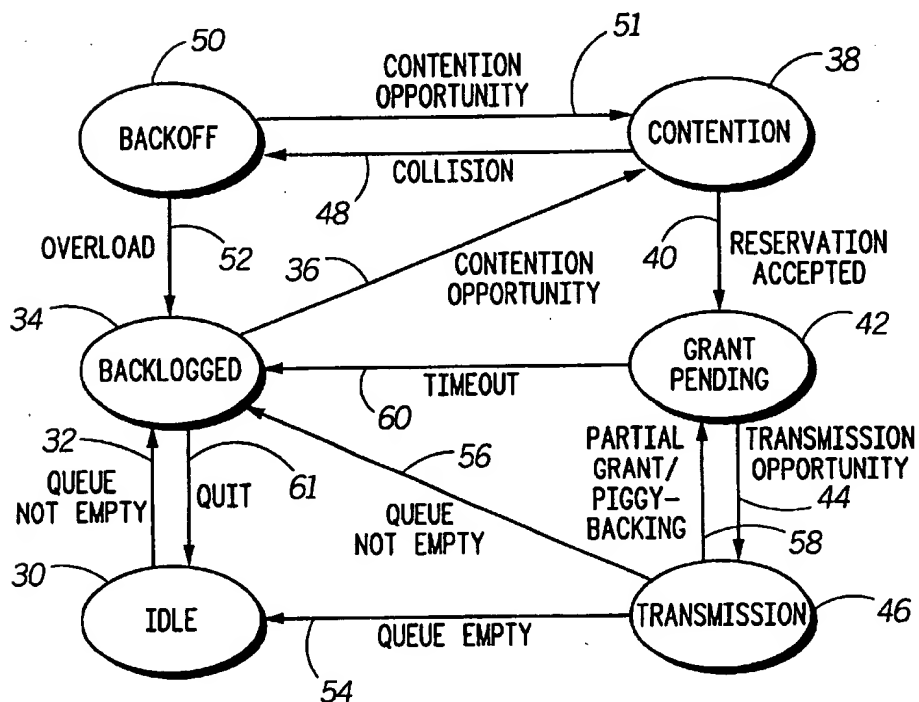 50
51
38
CONTENTION
OPPORTUNITY
BACKOFF
CONTENTION
COLLISION
48
OVERLOAD
52
36
40
CONTENTION
OPPORTUNITY
RESERVATION
ACCEPTED
34
42
BACKLOGGED
GRANT
PENDING
TIMEOUT
60
32
QUEUE
NOT EMPTY
QUIT
61
56
QUEUE
NOT EMPTY
PARTIAL
GRANT/
PIGGY-
BACKING
TRANSMISSION
OPPORTUNITY
44
58
30
IDLE
TRANSMISSION
46
QUEUE EMPTY
54